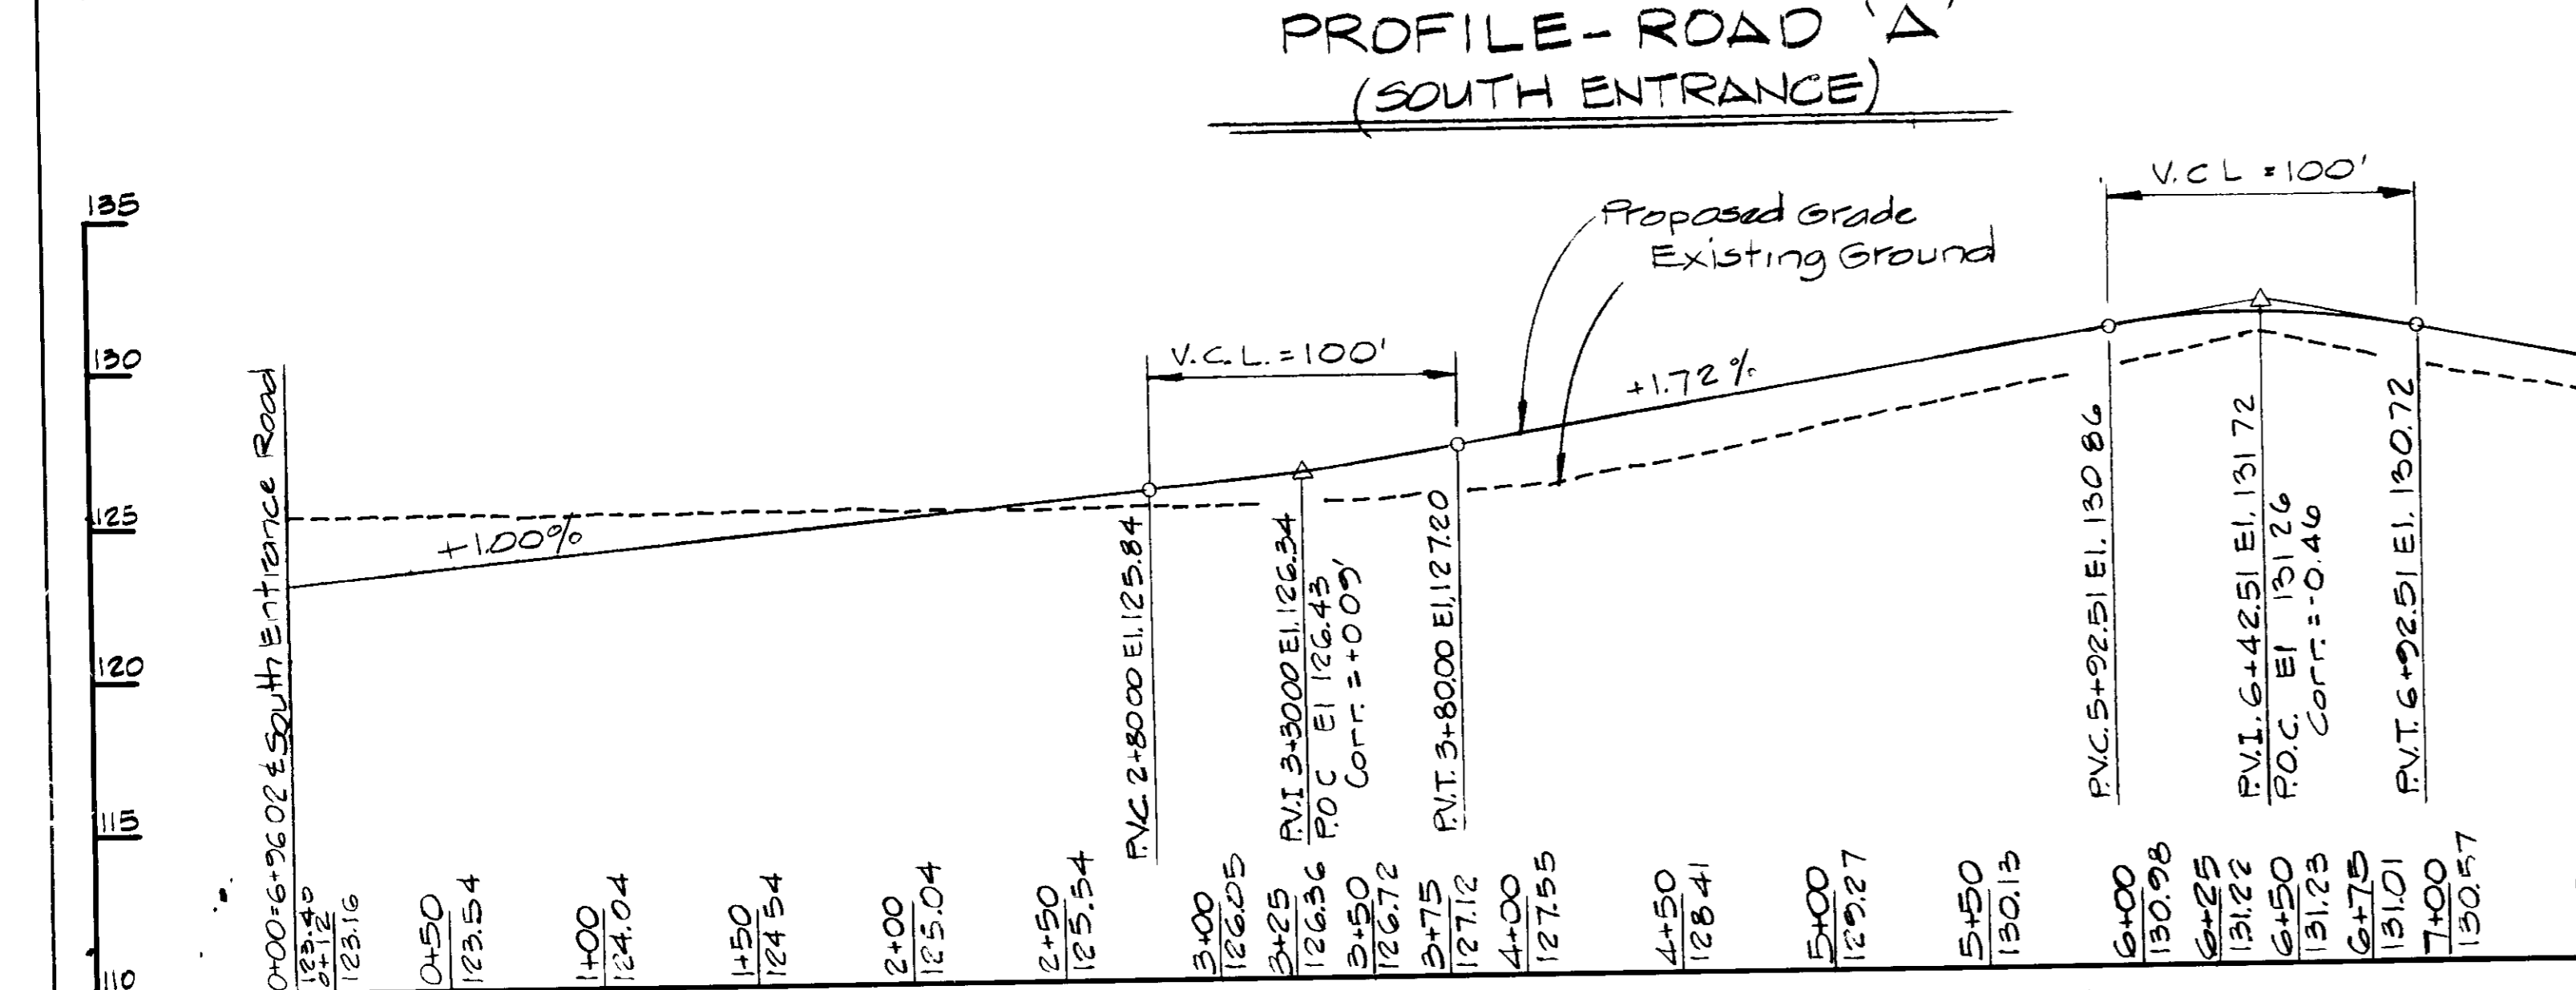 PROFILE - ROAD 'A'
(SOUTH ENTRANCE)
V.C L = 100'
Proposed Grade
Existing Ground
V.C.L. = 100'
+1.72%
+1.00%
135
130
125
120
115
110
0+00=6+96 02 ℄ South Entrance Road
P.V.C. 2+80 00 El. 125.84
P.V.I 3+30 00 El. 126.34
P.O C El 126.43
Corr. = +0 09'
P.V.T. 3+80.00 El, 127.20
P.V.C. 5+92.51 El. 130 86
P.V.I. 6+42.51 El. 131 72
P.O.C. El 131 26
Corr. = -0.46
P.V.T. 6+92.51 El. 130.72
123.40
0+12
123.16
0+50
123.54
1+00
124.04
1+50
124 54
2+00
125.04
2+50
125.54
3+00
126.05
3+25
126.36
3+50
126.72
3+75
127.12
4+00
127.55
4+50
128 41
5+00
129.27
5+50
130.13
6+00
130.98
6+25
131.22
6+50
131.23
6+75
131.01
7+00
130.57